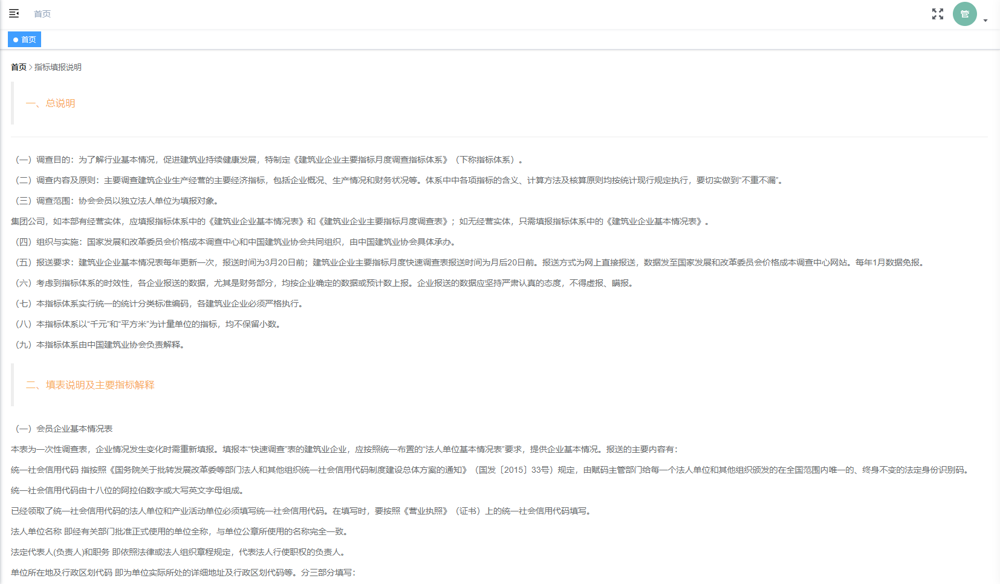 首页
管
首页
首页 > 指标填报说明
一、总说明
（一）调查目的：为了解行业基本情况，促进建筑业持续健康发展，特制定《建筑业企业主要指标月度调查指标体系》（下称指标体系）。
（二）调查内容及原则：主要调查建筑企业生产经营的主要经济指标，包括企业概况、生产情况和财务状况等。体系中中各项指标的含义、计算方法及核算原则均按统计现行规定执行，要切实做到“不重不漏”。
（三）调查范围：协会会员以独立法人单位为填报对象。
集团公司，如本部有经营实体，应填报指标体系中的《建筑业企业基本情况表》和《建筑业企业主要指标月度调查表》；如无经营实体，只需填报指标体系中的《建筑业企业基本情况表》。
（四）组织与实施：国家发展和改革委员会价格成本调查中心和中国建筑业协会共同组织，由中国建筑业协会具体承办。
（五）报送要求：建筑业企业基本情况表每年更新一次，报送时间为3月20日前；建筑业企业主要指标月度快速调查表报送时间为月后20日前。报送方式为网上直接报送，数据发至国家发展和改革委员会价格成本调查中心网站。每年1月数据免报。
（六）考虑到指标体系的时效性，各企业报送的数据，尤其是财务部分，均按企业确定的数据或预计数上报。企业报送的数据应坚持严肃认真的态度，不得虚报、瞒报。
（七）本指标体系实行统一的统计分类标准编码，各建筑业企业必须严格执行。
（八）本指标体系以“千元”和“平方米”为计量单位的指标，均不保留小数。
（九）本指标体系由中国建筑业协会负责解释。
二、填表说明及主要指标解释
（一）会员企业基本情况表
本表为一次性调查表，企业情况发生变化时需重新填报。填报本“快速调查”表的建筑业企业，应按照统一布置的“法人单位基本情况表”要求，提供企业基本情况。报送的主要内容有：
统一社会信用代码 指按照《国务院关于批转发展改革委等部门法人和其他组织统一社会信用代码制度建设总体方案的通知》（国发〔2015〕33号）规定，由赋码主管部门给每一个法人单位和其他组织颁发的在全国范围内唯一的、终身不变的法定身份识别码。
统一社会信用代码由十八位的阿拉伯数字或大写英文字母组成。
已经领取了统一社会信用代码的法人单位和产业活动单位必须填写统一社会信用代码。在填写时，要按照《营业执照》（证书）上的统一社会信用代码填写。
法人单位名称 即经有关部门批准正式使用的单位全称，与单位公章所使用的名称完全一致。
法定代表人(负责人)和职务 即依照法律或法人组织章程规定，代表法人行使职权的负责人。
单位所在地及行政区划代码 即为单位实际所处的详细地址及行政区划代码等。分三部分填写：